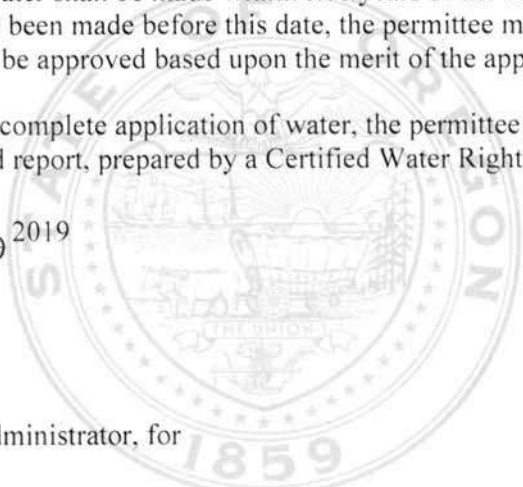 been made before this date, the permittee m
be approved based upon the merit of the app
complete application of water, the permittee
report, prepared by a Certified Water Right
2019
STATE OF OREGON
THE UNION
dministrator, for
1859